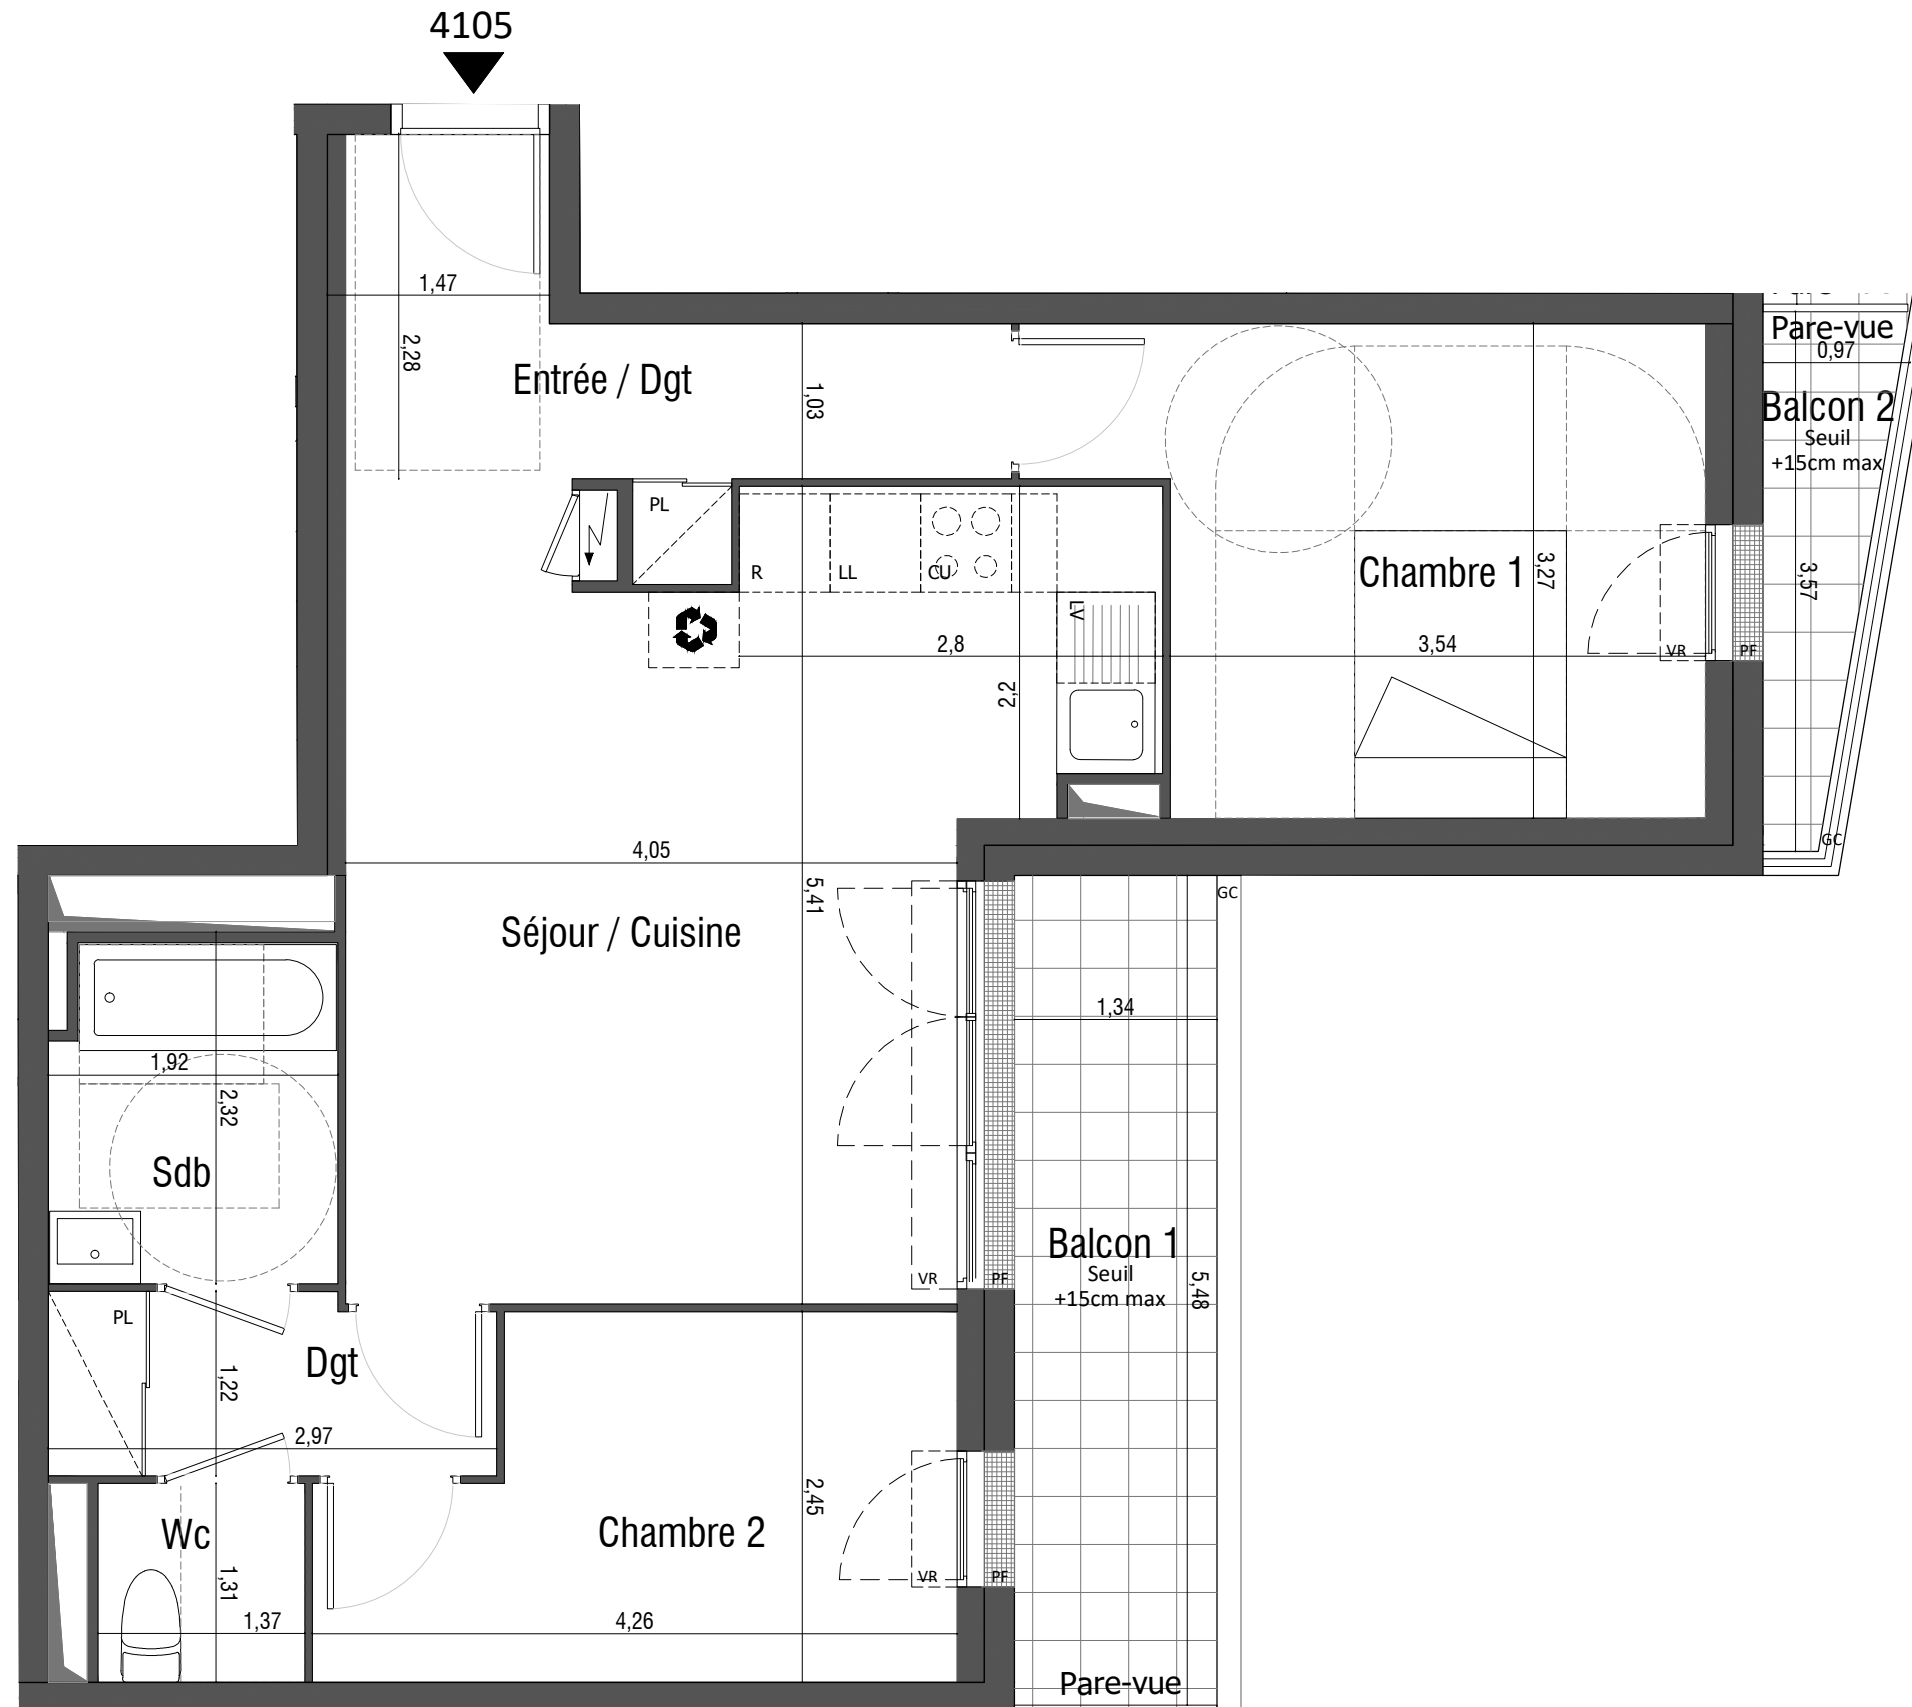 4105
1,47
2,28
Entrée / Dgt
1,03
Pare-vue
0,97
Balcon 2
Seuil
+15cm max
3,57
PL
R
LL
CU
LV
Chambre 1
3,27
2,8
3,54
VR
PF
2,2
GC
4,05
5,41
GC
Séjour / Cuisine
1,34
1,92
2,32
Sdb
Balcon 1
Seuil
+15cm max
5,48
VR
PF
PL
Dgt
1,22
2,97
2,45
Wc
Chambre 2
1,31
VR
PF
1,37
4,26
Pare-vue